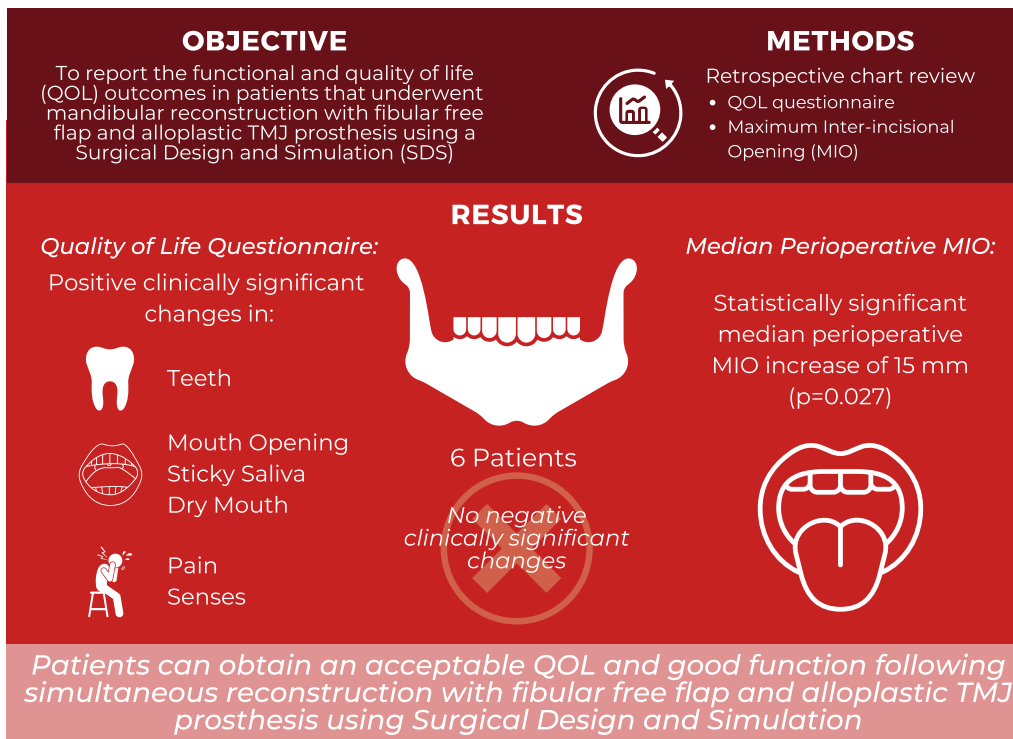 OBJECTIVE
To report the functional and quality of life
(QOL) outcomes in patients that underwent
mandibular reconstruction with fibular free
flap and alloplastic TMJ prosthesis using a
Surgical Design and Simulation (SDS)
METHODS
Retrospective chart review
• QOL questionnaire
• Maximum Inter-incisional
Opening (MIO)
RESULTS
Quality of Life Questionnaire:
Positive clinically significant
changes in:
Teeth
Mouth Opening
Sticky Saliva
Dry Mouth
Pain
Senses
6 Patients
No negative
clinically significant
changes
Median Perioperative MIO:
Statistically significant
median perioperative
MIO increase of 15 mm
(p=0.027)
Patients can obtain an acceptable QOL and good function following
simultaneous reconstruction with fibular free flap and alloplastic TMJ
prosthesis using Surgical Design and Simulation